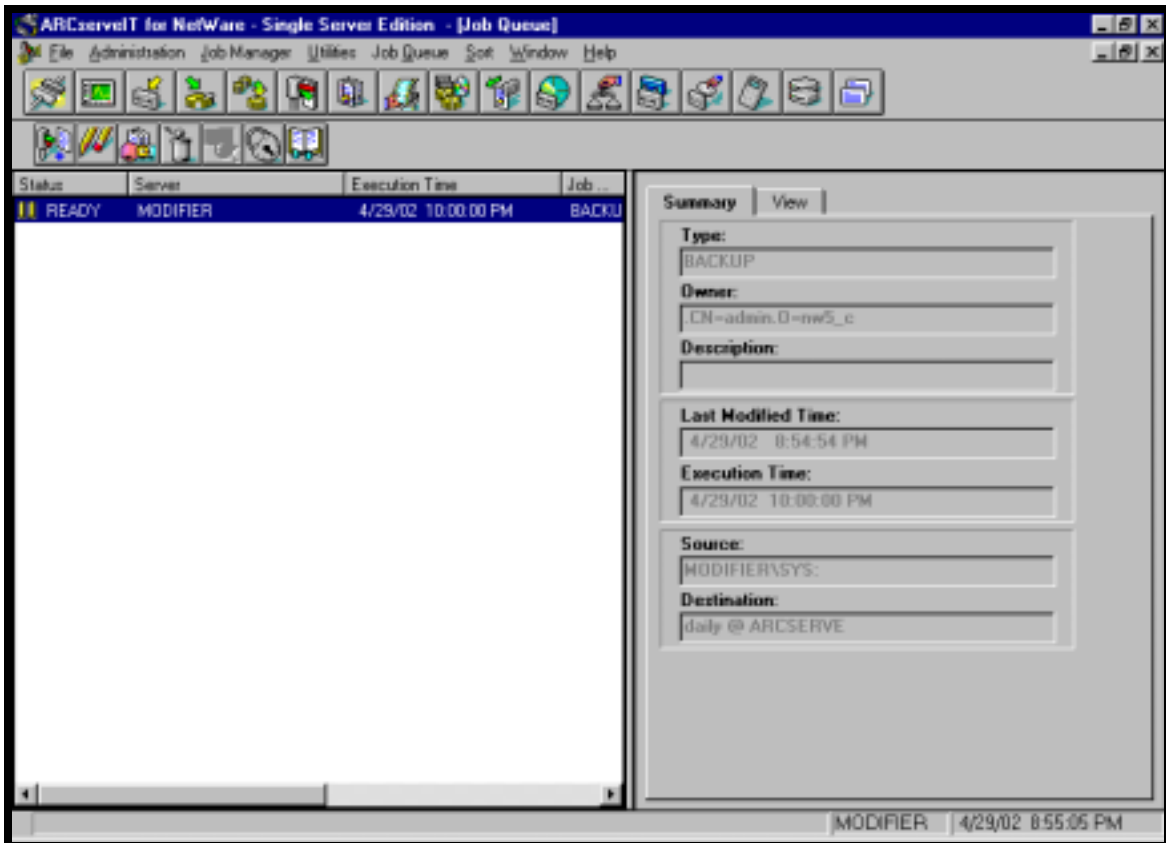 ARCserveIT for NetWare - Single Server Edition - [Job Queue]
File Administration Job Manager Utilities Job Queue Sort Window Help
Status Server Execution Time Job ...
READY MODIFIER 4/29/02 10:00:00 PM BACKU
Summary View
Type:
BACKUP
Owner:
.CN=admin.O=nw5_c
Description:
Last Modified Time:
4/29/02 8:54:54 PM
Execution Time:
4/29/02 10:00:00 PM
Source:
MODIFIER\SYS:
Destination:
daily @ ARCSERVE
MODIFIER 4/29/02 8:55:05 PM